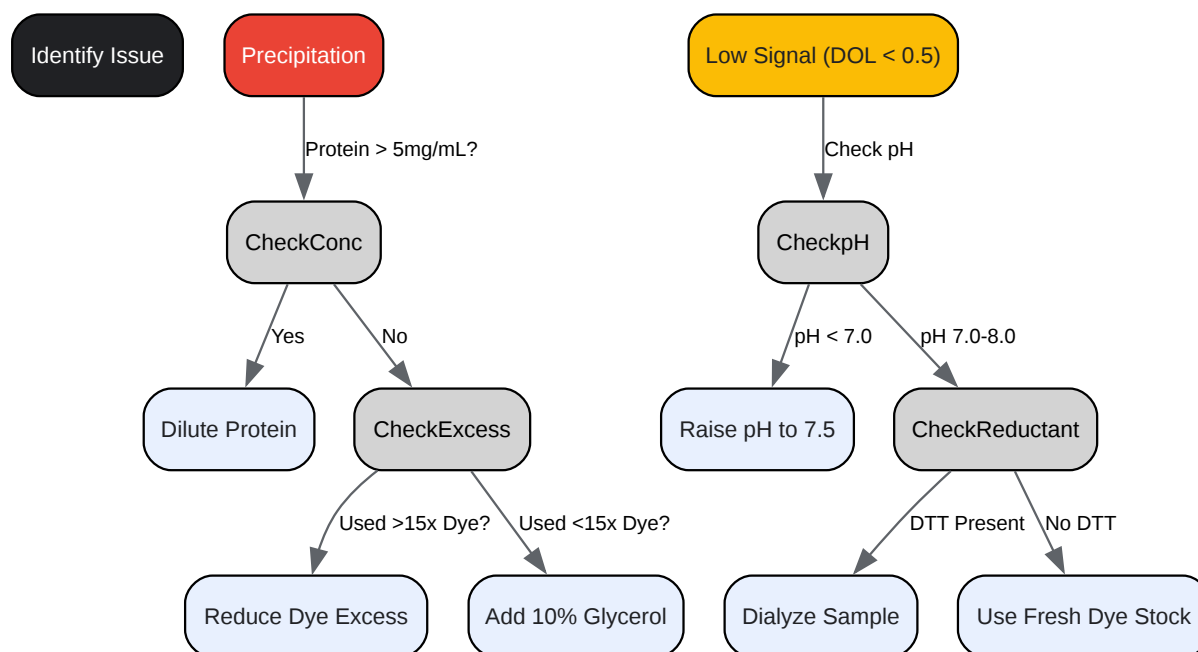 Identify Issue
Precipitation
Low Signal (DOL < 0.5)
Protein > 5mg/mL?
Check pH
CheckConc
CheckpH
Yes
No
pH < 7.0
pH 7.0-8.0
Dilute Protein
CheckExcess
Raise pH to 7.5
CheckReductant
Used >15x Dye?
Used <15x Dye?
DTT Present
No DTT
Reduce Dye Excess
Add 10% Glycerol
Dialyze Sample
Use Fresh Dye Stock